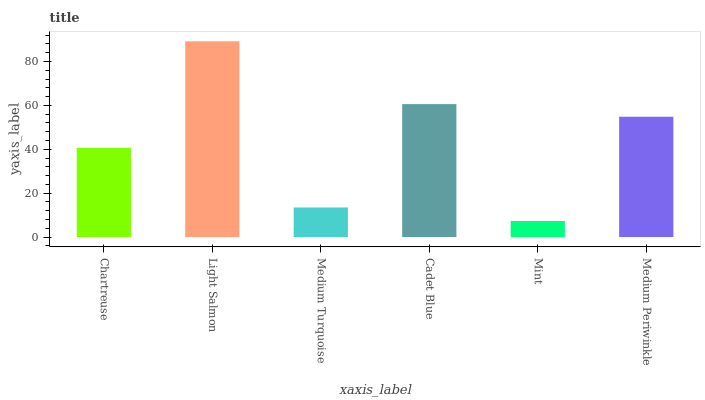 title
80
60
40
20
0
yaxis_label
Chartreuse
Light Salmon
Medium Turquoise
Cadet Blue
Mint
Medium Periwinkle
xaxis_label